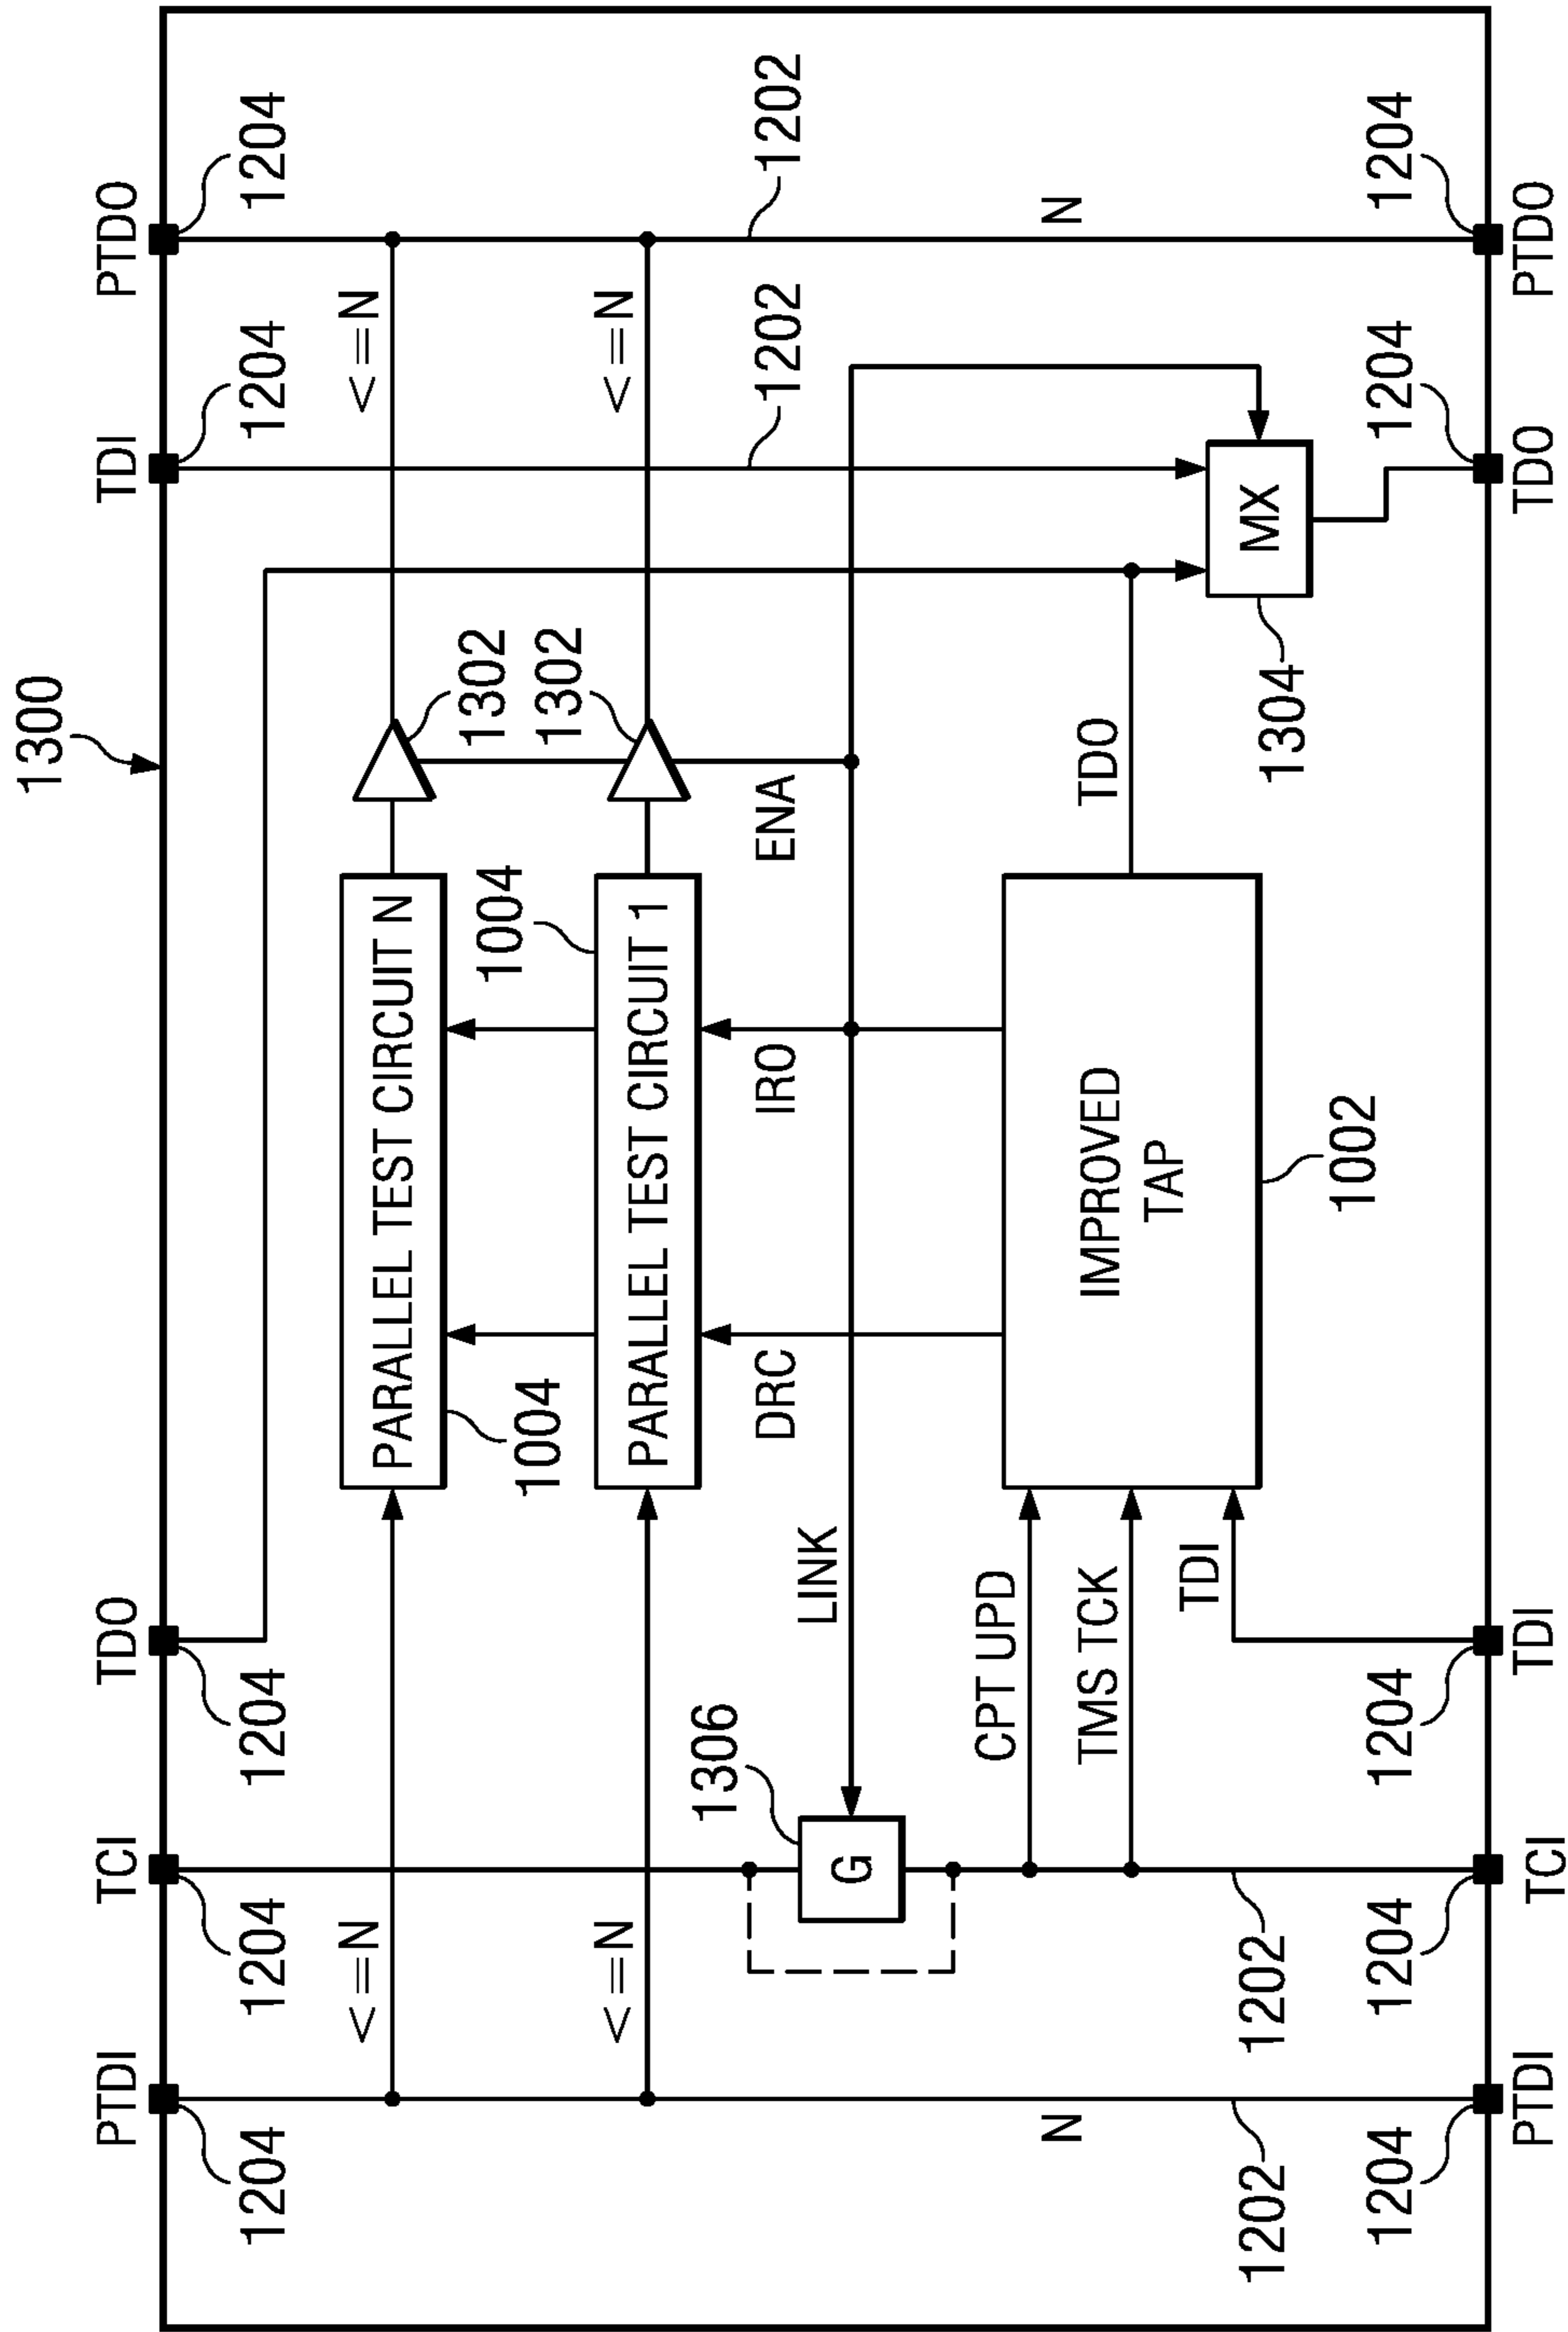 1300
PTDI
TCI
TDO
TDI
PTDO
1204
1204
1204
1204
1204
<=N
<=N
PARALLEL TEST CIRCUIT N
1004
1302
<=N
<=N
PARALLEL TEST CIRCUIT 1
1004
1302
1306
DRC
IRO
ENA
1202
1202
LINK
G
CPT UPD
N
N
TMS TCK
IMPROVED
TAP
TDO
TDI
1202
1202
MX
1304
1002
1204
1204
1204
1204
1204
PTDI
TCI
TDI
TDO
PTDO